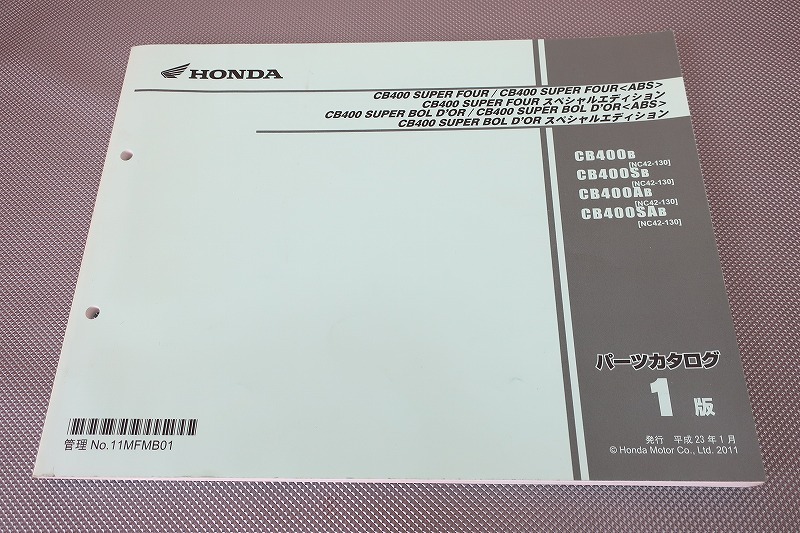 HONDA
CB400 SUPER FOUR / CB400 SUPER FOUR<ABS>
CB400 SUPER FOUR スペシャルエディション
CB400 SUPER BOL D'OR / CB400 SUPER BOL D'OR<ABS>
CB400 SUPER BOL D'OR スペシャルエディション
CB400B
[NC42-130]
CB400SB
[NC42-130]
CB400AB
[NC42-130]
CB400SAB
[NC42-130]
パーツカタログ
1 版
発行 平成 23 年 1 月
© Honda Motor Co., Ltd. 2011
管理 No.11MFMB01